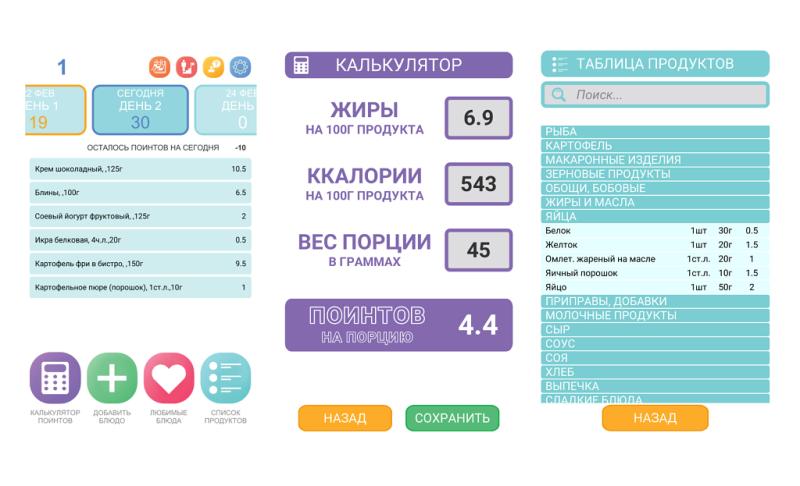 1
2 ФЕВ
ЕНЬ 1
19
СЕГОДНЯ
ДЕНЬ 2
30
24 ФЕ
ДЕНЬ
0
ОСТАЛОСЬ ПОИНТОВ НА СЕГОДНЯ -10
Крем шоколадный, ,125г 10.5
Блины, ,100г 6.5
Соевый йогурт фруктовый, ,125г 2
Икра белковая, 4ч.л.,20г 0.5
Картофель фри в бистро, ,150г 9.5
Картофельное пюре (порошок), 1ст.л.,10г 1
КАЛЬКУЛЯТОР
ПОИНТОВ
ДОБАВИТЬ
БЛЮДО
ЛЮБИМЫЕ
БЛЮДА
СПИСОК
ПРОДУКТОВ
КАЛЬКУЛЯТОР
ЖИРЫ
НА 100Г ПРОДУКТА
6.9
ККАЛОРИИ
НА 100Г ПРОДУКТА
543
ВЕС ПОРЦИИ
В ГРАММАХ
45
ПОИНТОВ
НА ПОРЦИЮ
4.4
НАЗАД
СОХРАНИТЬ
ТАБЛИЦА ПРОДУКТОВ
Поиск...
РЫБА
КАРТОФЕЛЬ
МАКАРОННЫЕ ИЗДЕЛИЯ
ЗЕРНОВЫЕ ПРОДУКТЫ
ОБОЩИ, БОБОВЫЕ
ЖИРЫ И МАСЛА
ЯЙЦА
Белок 1шт 30г 0.5
Желток 1шт 20г 1.5
Омлет. жареный на масле 1ст.л. 20г 1
Яичный порошок 1ст.л. 10г 1.5
Яйцо 1шт 50г 2
ПРИПРАВЫ, ДОБАВКИ
МОЛОЧНЫЕ ПРОДУКТЫ
СЫР
СОУС
СОЯ
ХЛЕБ
ВЫПЕЧКА
СЛАДКИЕ БЛЮДА
НАЗАД